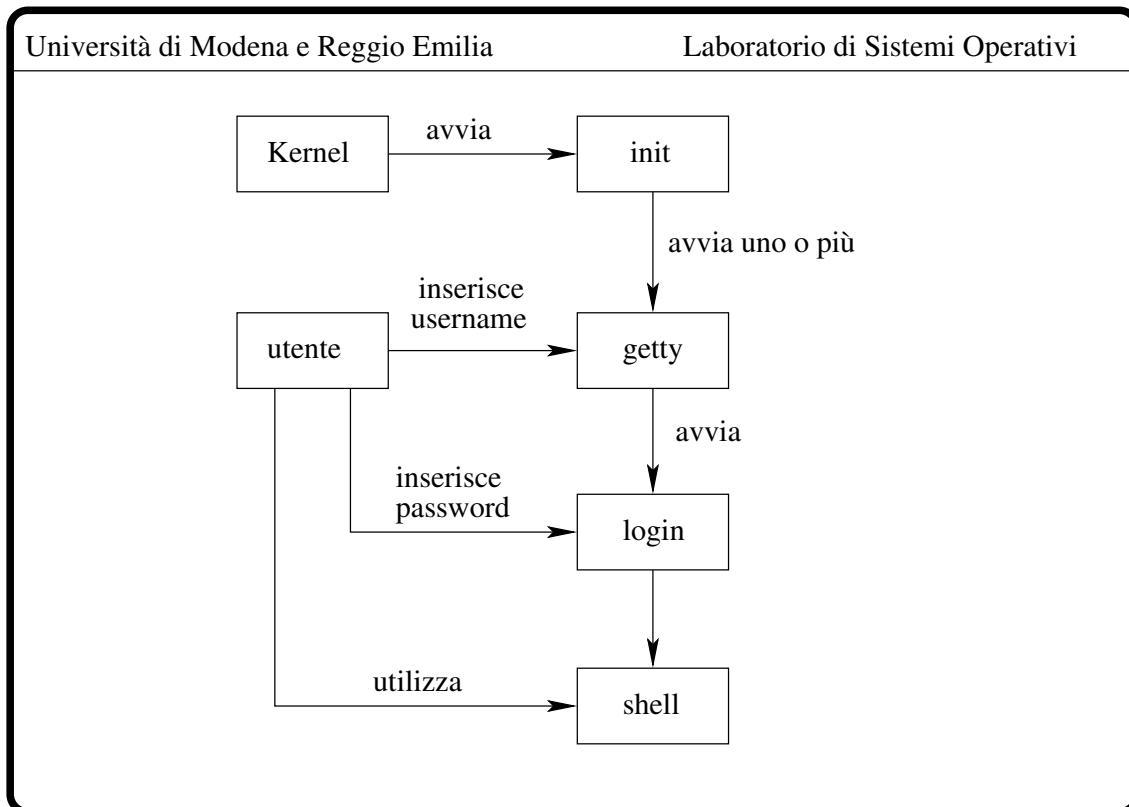 Università di Modena e Reggio Emilia
Laboratorio di Sistemi Operativi
Kernel
avvia
init
avvia uno o più
inserisce
username
utente
getty
avvia
inserisce
password
login
utilizza
shell